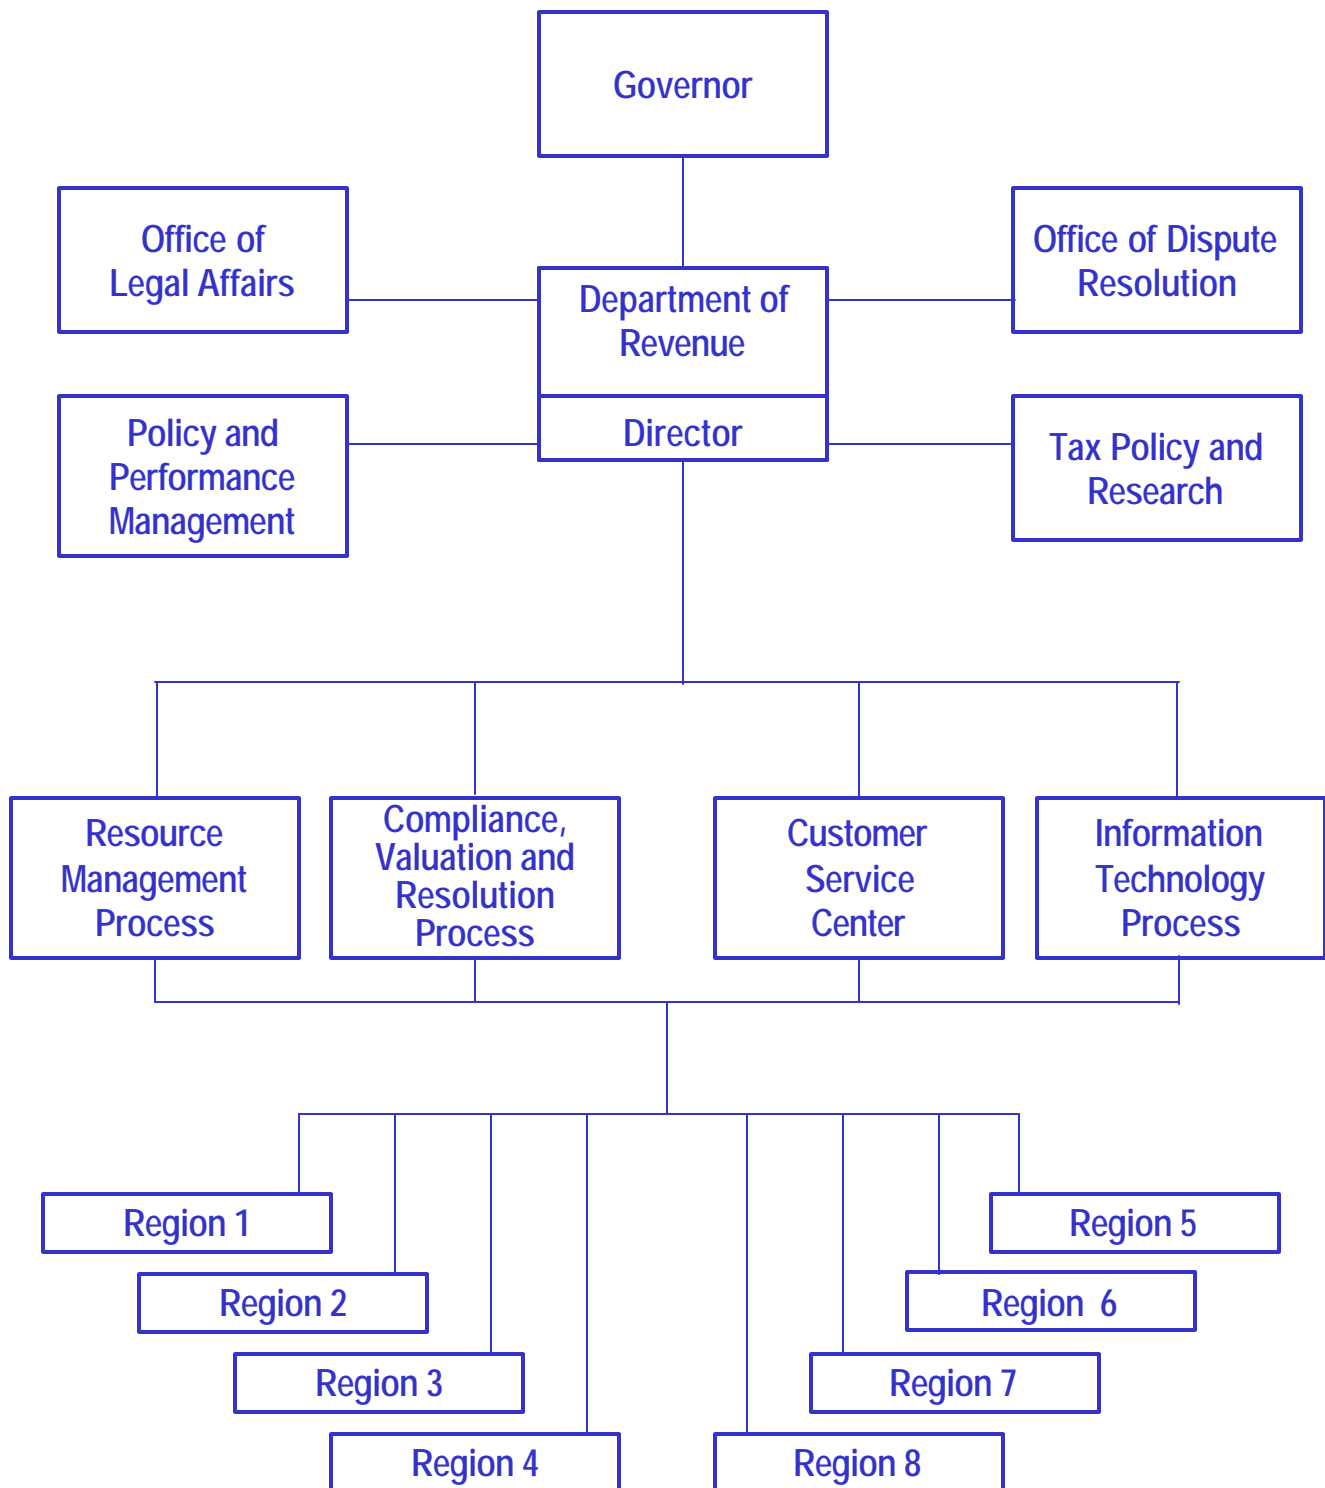 Governor
Office of
Legal Affairs
Office of Dispute
Resolution
Department of
Revenue
Director
Policy and
Performance
Management
Tax Policy and
Research
Resource
Management
Process
Compliance,
Valuation and
Resolution
Process
Customer
Service
Center
Information
Technology
Process
Region 1
Region 5
Region 2
Region 6
Region 3
Region 7
Region 4
Region 8